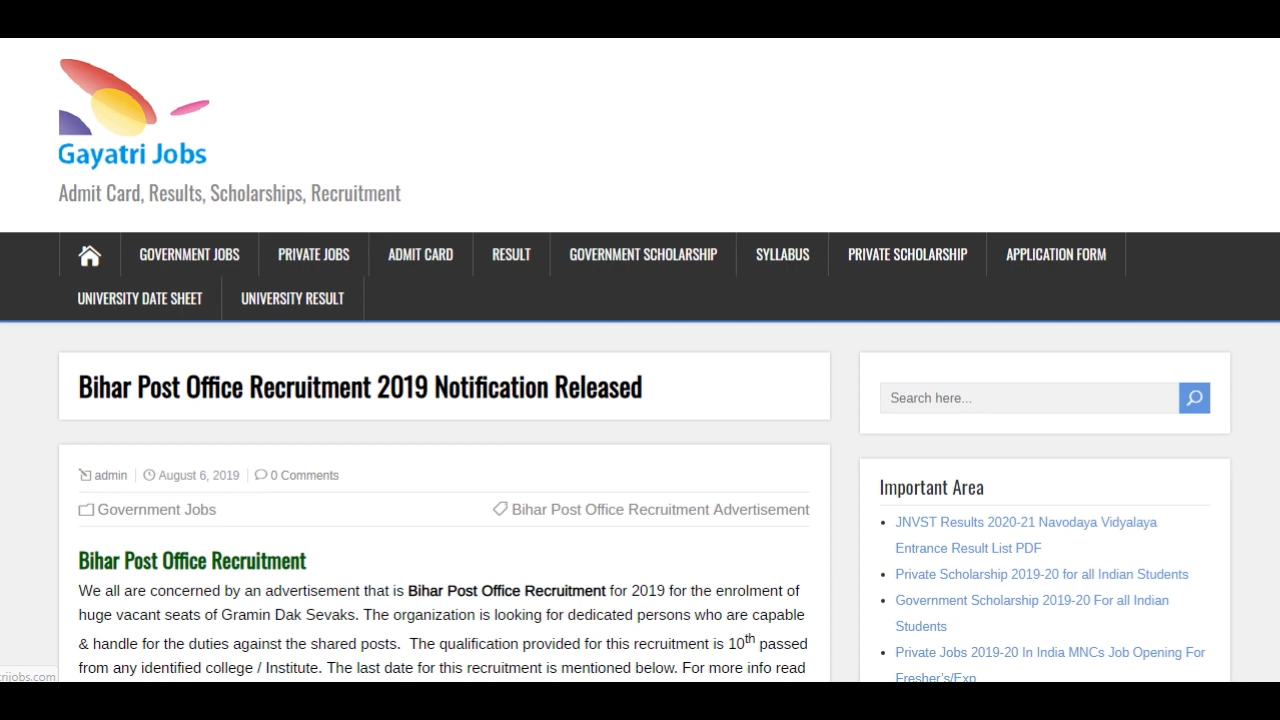 Gayatri Jobs
Admit Card, Results, Scholarships, Recruitment
GOVERNMENT JOBS PRIVATE JOBS ADMIT CARD RESULT GOVERNMENT SCHOLARSHIP SYLLABUS PRIVATE SCHOLARSHIP APPLICATION FORM
UNIVERSITY DATE SHEET UNIVERSITY RESULT
Bihar Post Office Recruitment 2019 Notification Released
admin August 6, 2019 0 Comments
Government Jobs Bihar Post Office Recruitment Advertisement
Bihar Post Office Recruitment
We all are concerned by an advertisement that is Bihar Post Office Recruitment for 2019 for the enrolment of
huge vacant seats of Gramin Dak Sevaks. The organization is looking for dedicated persons who are capable
& handle for the duties against the shared posts. The qualification provided for this recruitment is 10th passed
from any identified college / Institute. The last date for this recruitment is mentioned below. For more info read
Search here...
Important Area
JNVST Results 2020-21 Navodaya Vidyalaya
Entrance Result List PDF
Private Scholarship 2019-20 for all Indian Students
Government Scholarship 2019-20 For all Indian
Students
Private Jobs 2019-20 In India MNCs Job Opening For
Fresher's/Exp
rijobs.com